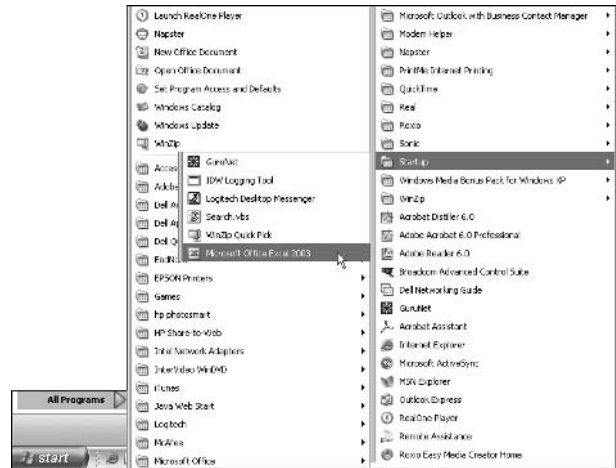 Launch RealOne Player
Napster
New Office Document
Open Office Document
Set Program Access and Defaults
Windows Catalog
Windows Update
WinZip
Acces
Adobe
Dell A
Dell A
Dell Q
EndN
EPSON Printers
Games
hp photosmart
HP Share-to-Web
Intel Network Adapters
InterVideo WinDVD
iTunes
Java Web Start
Logitech
McAfee
Microsoft Office
GuruNet
IDW Logging Tool
Logitech Desktop Messenger
Search.vbs
WinZip Quick Pick
Microsoft Office Excel 2003
Microsoft Outlook with Business Contact Manager
Modem Helper
Napster
PrintMe Internet Printing
QuickTime
Real
Roxio
Sonic
Startup
Windows Media Bonus Pack for Windows XP
WinZip
Acrobat Distiller 6.0
Adobe Acrobat 6.0 Professional
Adobe Reader 6.0
Broadcom Advanced Control Suite
Dell Networking Guide
GuruNet
Acrobat Assistant
Internet Explorer
Microsoft ActiveSync
MSN Explorer
Outlook Express
RealOne Player
Remote Assistance
Roxio Easy Media Creator Home
All Programs
start